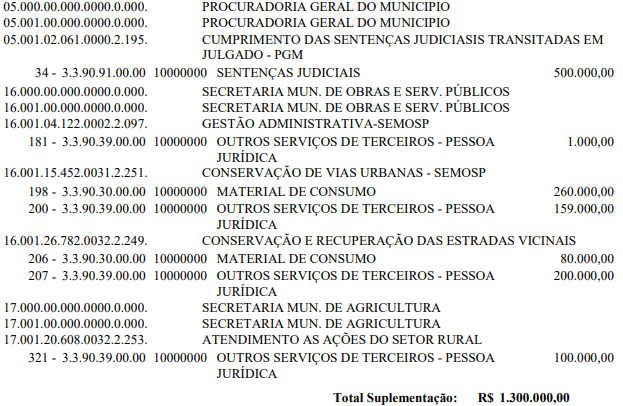 05.000.00.000.0000.0.000. PROCURADORIA GERAL DO MUNICIPIO
05.001.00.000.0000.0.000. PROCURADORIA GERAL DO MUNICIPIO
05.001.02.061.0000.2.195. CUMPRIMENTO DAS SENTENÇAS JUDICIASIS TRANSITADAS EM
JULGADO - PGM
34 - 3.3.90.91.00.00 10000000 SENTENÇAS JUDICIAIS 500.000,00
16.000.00.000.0000.0.000. SECRETARIA MUN. DE OBRAS E SERV. PÚBLICOS
16.001.00.000.0000.0.000. SECRETARIA MUN. DE OBRAS E SERV. PÚBLICOS
16.001.04.122.0002.2.097. GESTÃO ADMINISTRATIVA-SEMOSP
181 - 3.3.90.39.00.00 10000000 OUTROS SERVIÇOS DE TERCEIROS - PESSOA 1.000,00
JURÍDICA
16.001.15.452.0031.2.251. CONSERVAÇÃO DE VIAS URBANAS - SEMOSP
198 - 3.3.90.30.00.00 10000000 MATERIAL DE CONSUMO 260.000,00
200 - 3.3.90.39.00.00 10000000 OUTROS SERVIÇOS DE TERCEIROS - PESSOA 159.000,00
JURÍDICA
16.001.26.782.0032.2.249. CONSERVAÇÃO E RECUPERAÇÃO DAS ESTRADAS VICINAIS
206 - 3.3.90.30.00.00 10000000 MATERIAL DE CONSUMO 80.000,00
207 - 3.3.90.39.00.00 10000000 OUTROS SERVIÇOS DE TERCEIROS - PESSOA 200.000,00
JURÍDICA
17.000.00.000.0000.0.000. SECRETARIA MUN. DE AGRICULTURA
17.001.00.000.0000.0.000. SECRETARIA MUN. DE AGRICULTURA
17.001.20.608.0032.2.253. ATENDIMENTO AS AÇÕES DO SETOR RURAL
321 - 3.3.90.39.00.00 10000000 OUTROS SERVIÇOS DE TERCEIROS - PESSOA 100.000,00
JURÍDICA
Total Suplementação: R$ 1.300.000,00